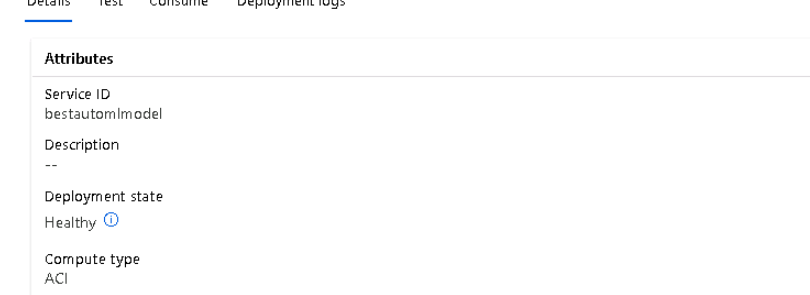 Details Test Consume Deployment logs
Attributes
Service ID
bestautomlmodel
Description
--
Deployment state
Healthy
Compute type
ACI